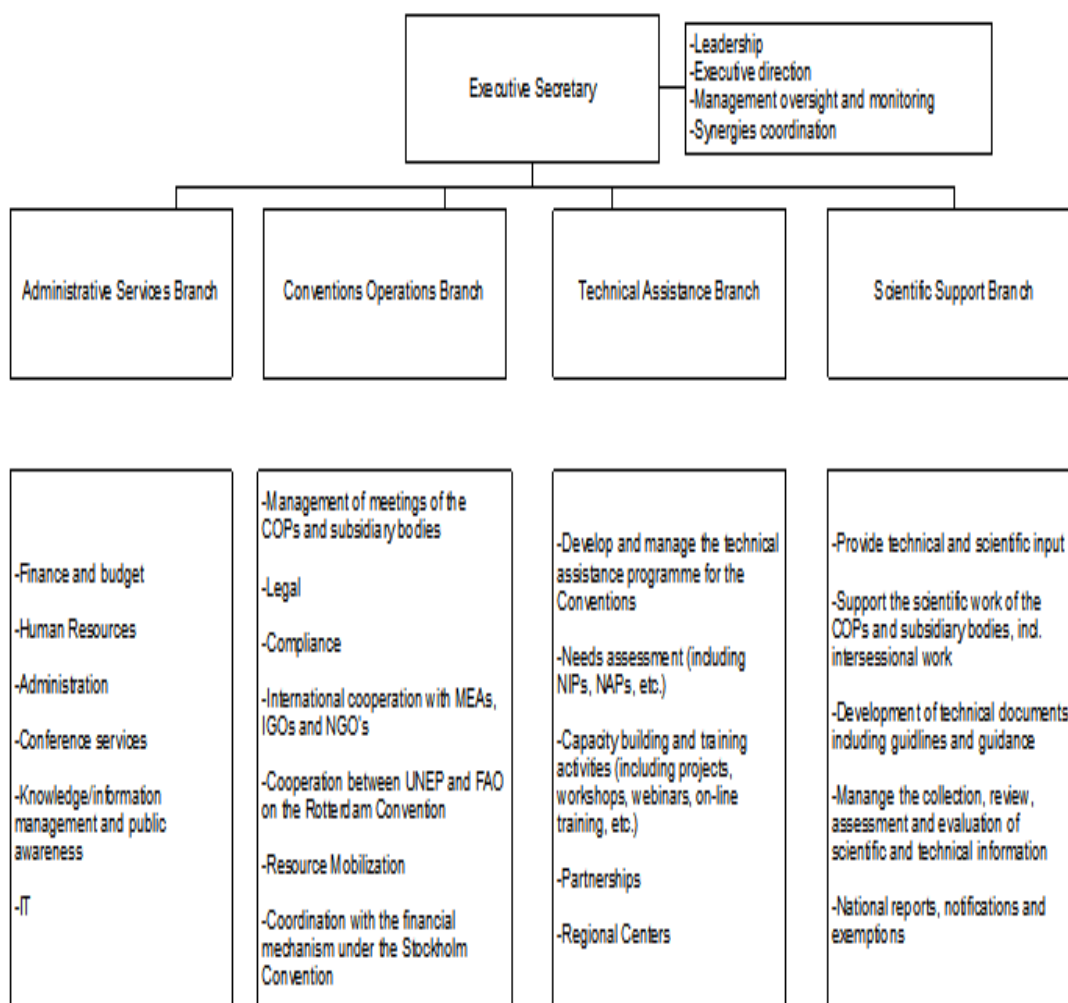 Executive Secretary
-Leadership
-Executive direction
-Management oversight and monitoring
-Synergies coordination
Administrative Services Branch
Conventions Operations Branch
Technical Assistance Branch
Scientific Support Branch
-Finance and budget
-Human Resources
-Administration
-Conference services
-Knowledge/information
management and public
awareness
-IT
-Management of meetings of the
COPs and subsidiary bodies
-Legal
-Compliance
-International cooperation with MEAs,
IGOs and NGO's
-Cooperation between UNEP and FAO
on the Rotterdam Convention
-Resource Mobilization
-Coordination with the financial
mechanism under the Stockholm
Convention
-Develop and manage the technical
assistance programme for the
Conventions
-Needs assessment (including
NIPs, NAPs, etc.)
-Capacity building and training
activities (including projects,
workshops, webinars, on-line
training, etc.)
-Partnerships
-Regional Centers
-Provide technical and scientific input
-Support the scientific work of the
COPs and subsidiary bodies, incl.
intersessional work
-Development of technical documents
including guidlines and guidance
-Manange the collection, review,
assessment and evaluation of
scientific and technical information
-National reports, notifications and
exemptions